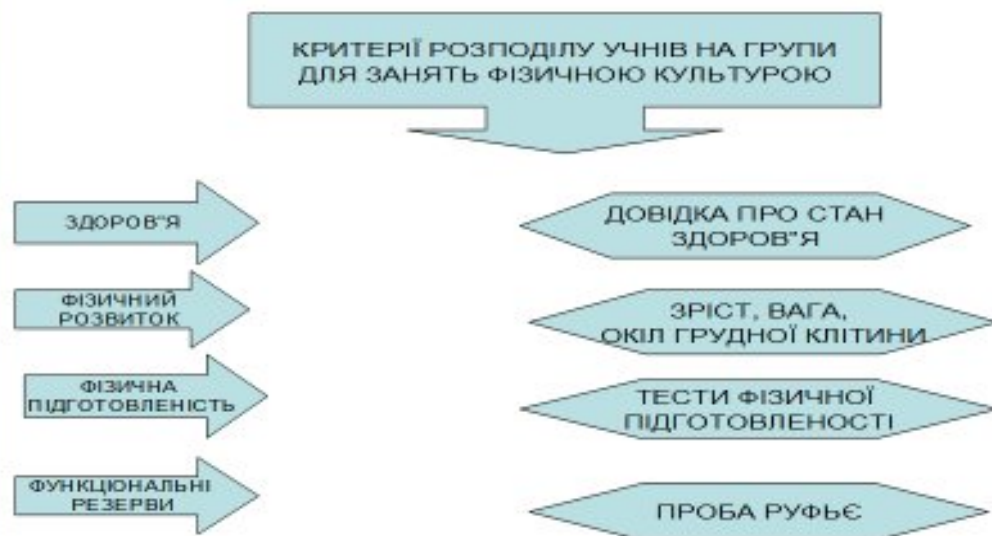 КРИТЕРІЇ РОЗПОДІЛУ УЧНІВ НА ГРУПИ
ДЛЯ ЗАНЯТЬ ФІЗИЧНОЮ КУЛЬТУРОЮ
ЗДОРОВ"Я
ДОВІДКА ПРО СТАН
ЗДОРОВ"Я
ФІЗИЧНИЙ
РОЗВИТОК
ЗРІСТ, ВАГА,
ОКІЛ ГРУДНОЇ КЛІТИНИ
ФІЗИЧНА
ПІДГОТОВЛЕНІСТЬ
ТЕСТИ ФІЗИЧНОЇ
ПІДГОТОВЛЕНОСТІ
ФУНКЦІОНАЛЬНІ
РЕЗЕРВИ
ПРОБА РУФЬЄ